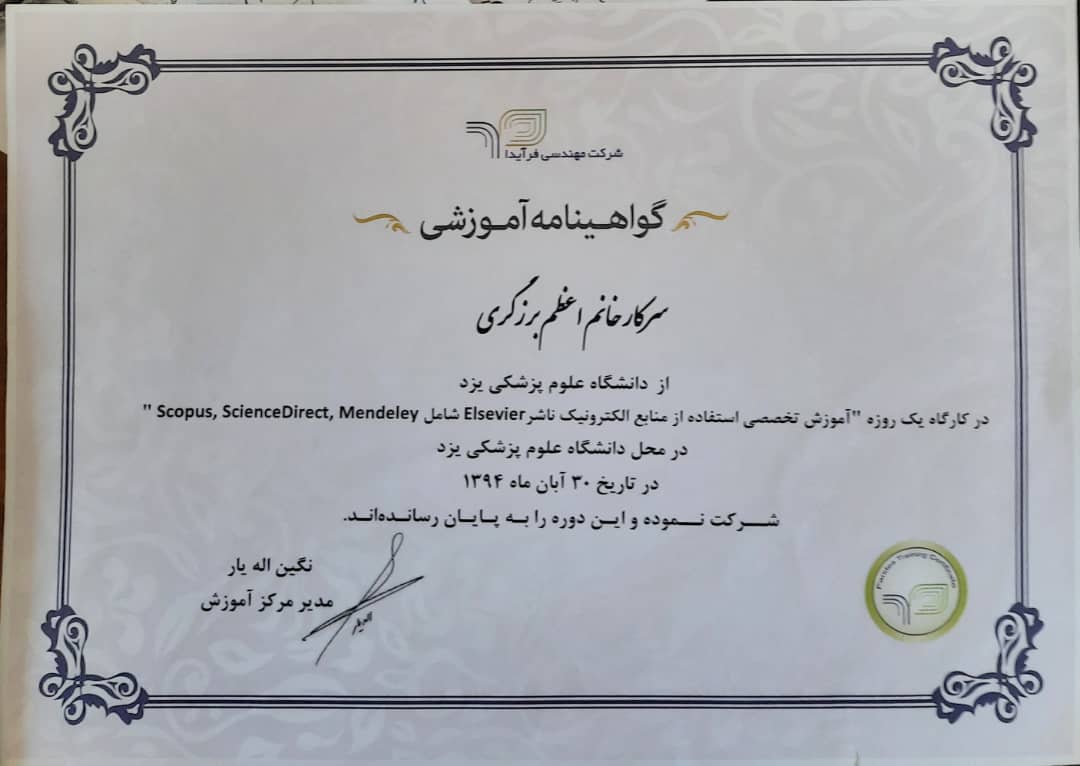 شرکت مهندسی فرآیدا
گواهینامه آموزشی
سرکار خانم اعظم برزگری
از دانشگاه علوم پزشکی یزد
در کارگاه یک روزه "آموزش تخصصی استفاده از منابع الکترونیک ناشر Elsevier شامل Scopus, ScienceDirect, Mendeley "
در محل دانشگاه علوم پزشکی یزد
در تاریخ ۳۰ آبان ماه ۱۳۹۴
شرکت نموده و این دوره را به پایان رسانده‌اند.
نگین اله یار
مدیر مرکز آموزش
اله‌یار
Training Certificate